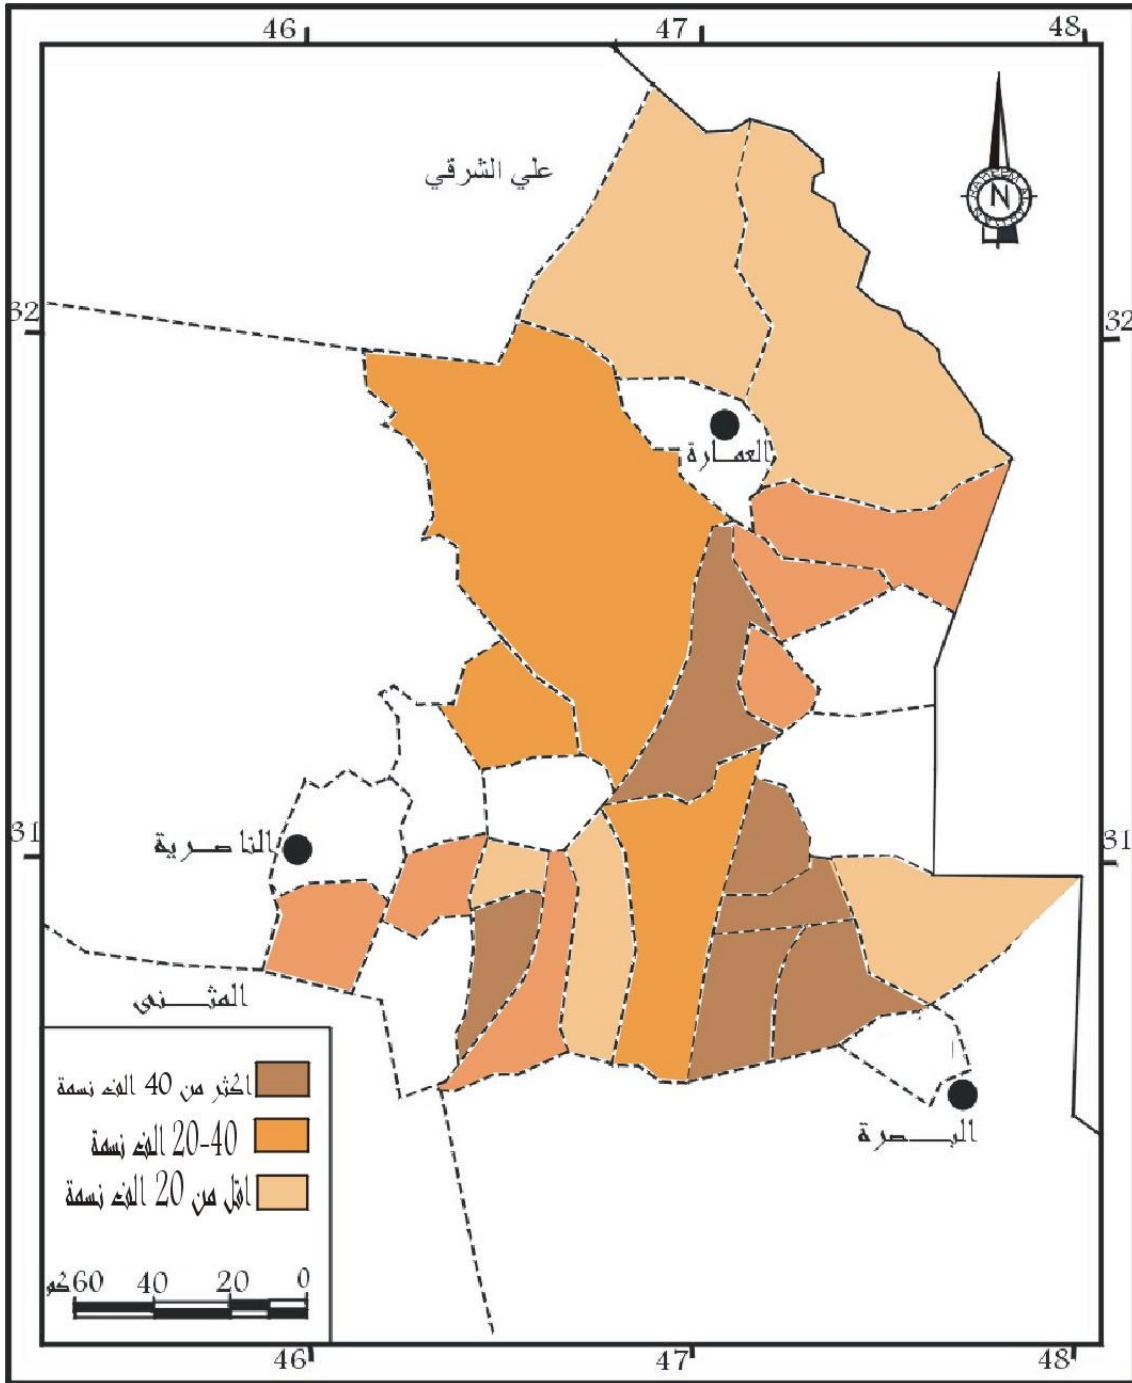 46 47 48
علي الشرقي
N
32 32
العمارة
31 31
الناصرية
المثنى
اكثر من 40 الف نسمة
20-40 الف نسمة
اقل من 20 الف نسمة
البصرة
60كم 40 20 0
46 47 48